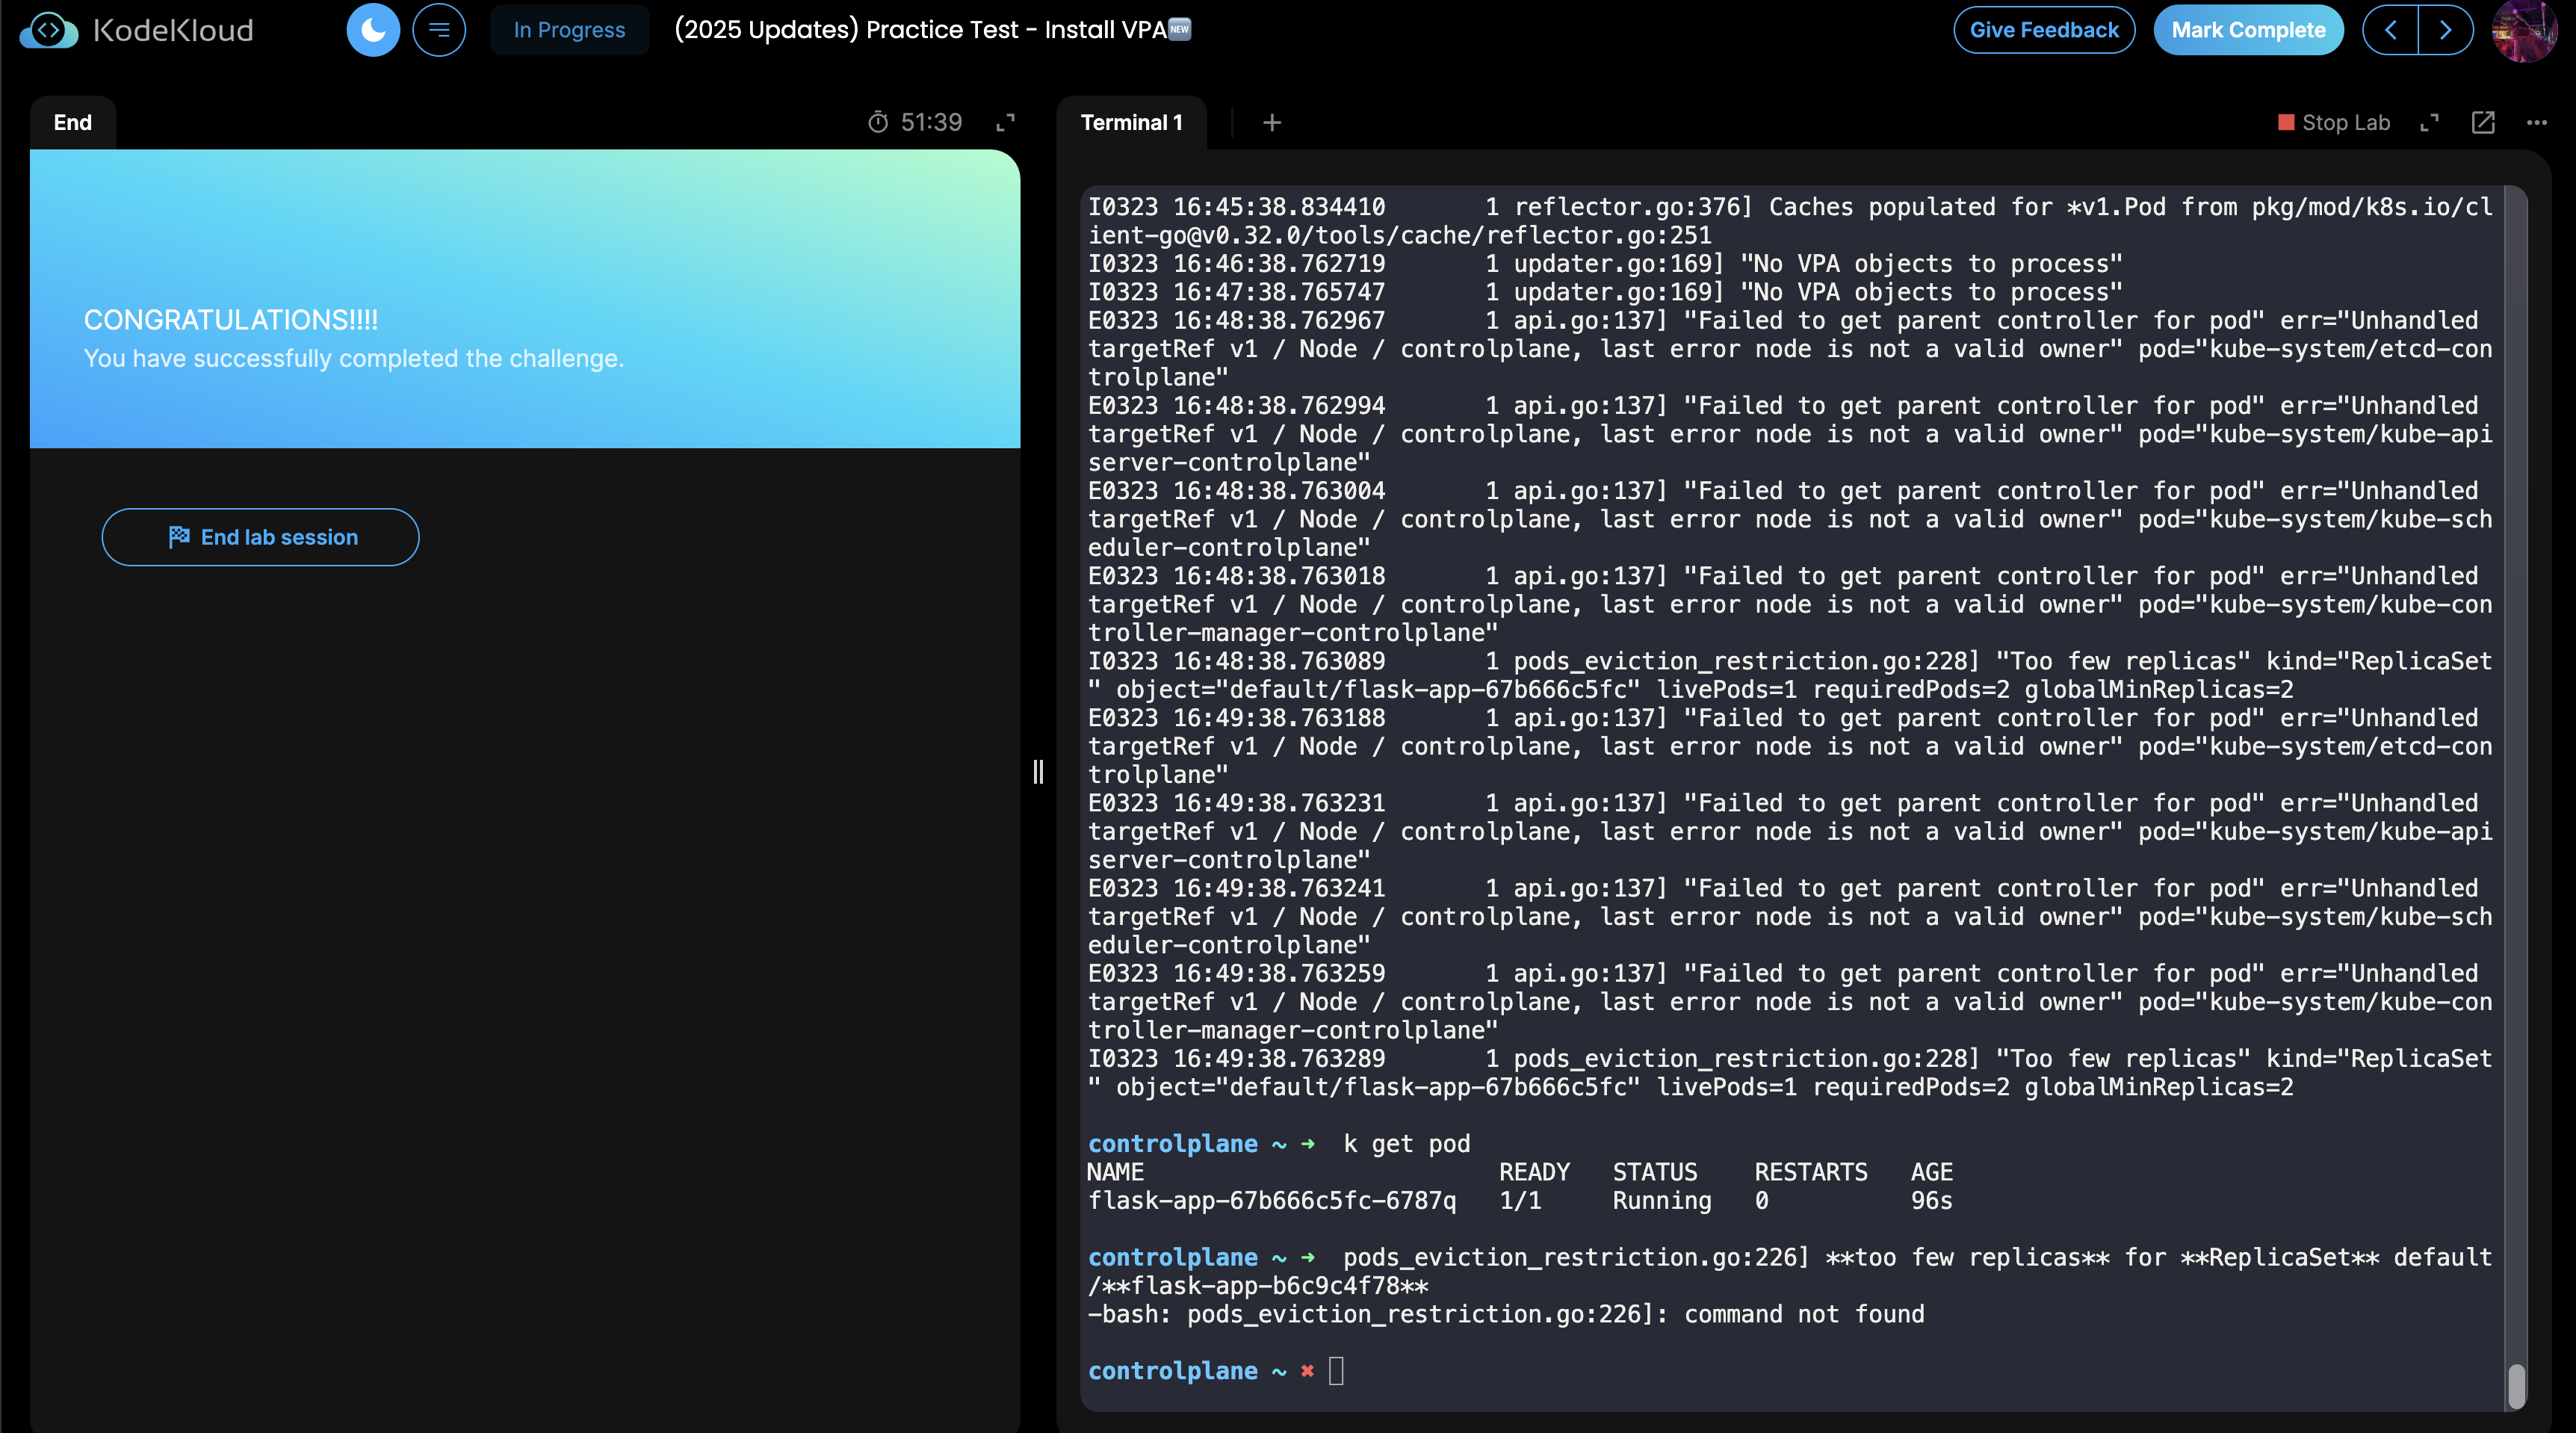 KodeKloud
In Progress
(2025 Updates) Practice Test - Install VPA NEW
Give Feedback
Mark Complete
End
51:39
CONGRATULATIONS!!!!
You have successfully completed the challenge.
End lab session
Terminal 1
+
Stop Lab
I0323 16:45:38.834410       1 reflector.go:376] Caches populated for *v1.Pod from pkg/mod/k8s.io/cl
ient-go@v0.32.0/tools/cache/reflector.go:251
I0323 16:46:38.762719       1 updater.go:169] "No VPA objects to process"
I0323 16:47:38.765747       1 updater.go:169] "No VPA objects to process"
E0323 16:48:38.762967       1 api.go:137] "Failed to get parent controller for pod" err="Unhandled
targetRef v1 / Node / controlplane, last error node is not a valid owner" pod="kube-system/etcd-con
trolplane"
E0323 16:48:38.762994       1 api.go:137] "Failed to get parent controller for pod" err="Unhandled
targetRef v1 / Node / controlplane, last error node is not a valid owner" pod="kube-system/kube-api
server-controlplane"
E0323 16:48:38.763004       1 api.go:137] "Failed to get parent controller for pod" err="Unhandled
targetRef v1 / Node / controlplane, last error node is not a valid owner" pod="kube-system/kube-sch
eduler-controlplane"
E0323 16:48:38.763018       1 api.go:137] "Failed to get parent controller for pod" err="Unhandled
targetRef v1 / Node / controlplane, last error node is not a valid owner" pod="kube-system/kube-con
troller-manager-controlplane"
I0323 16:48:38.763089       1 pods_eviction_restriction.go:228] "Too few replicas" kind="ReplicaSet
" object="default/flask-app-67b666c5fc" livePods=1 requiredPods=2 globalMinReplicas=2
E0323 16:49:38.763188       1 api.go:137] "Failed to get parent controller for pod" err="Unhandled
targetRef v1 / Node / controlplane, last error node is not a valid owner" pod="kube-system/etcd-con
trolplane"
E0323 16:49:38.763231       1 api.go:137] "Failed to get parent controller for pod" err="Unhandled
targetRef v1 / Node / controlplane, last error node is not a valid owner" pod="kube-system/kube-api
server-controlplane"
E0323 16:49:38.763241       1 api.go:137] "Failed to get parent controller for pod" err="Unhandled
targetRef v1 / Node / controlplane, last error node is not a valid owner" pod="kube-system/kube-sch
eduler-controlplane"
E0323 16:49:38.763259       1 api.go:137] "Failed to get parent controller for pod" err="Unhandled
targetRef v1 / Node / controlplane, last error node is not a valid owner" pod="kube-system/kube-con
troller-manager-controlplane"
I0323 16:49:38.763289       1 pods_eviction_restriction.go:228] "Too few replicas" kind="ReplicaSet
" object="default/flask-app-67b666c5fc" livePods=1 requiredPods=2 globalMinReplicas=2
controlplane ~ ➜  k get pod
NAME                         READY   STATUS    RESTARTS   AGE
flask-app-67b666c5fc-6787q   1/1     Running   0          96s
controlplane ~ ➜  pods_eviction_restriction.go:226] **too few replicas** for **ReplicaSet** default
/**flask-app-b6c9c4f78**
-bash: pods_eviction_restriction.go:226]: command not found
controlplane ~ ✖